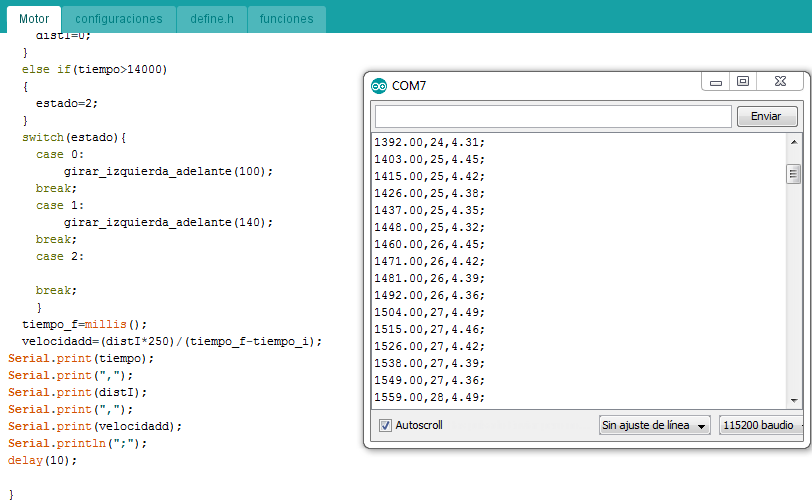 Motor configuraciones define.h funciones
distI=0;
}
else if(tiempo>14000)
{
estado=2;
}
switch(estado){
case 0:
girar_izquierda_adelante(100);
break;
case 1:
girar_izquierda_adelante(140);
break;
case 2:
break;
}
tiempo_f=millis();
velocidadd=(distI*250)/(tiempo_f-tiempo_i);
Serial.print(tiempo);
Serial.print(",");
Serial.print(distI);
Serial.print(",");
Serial.print(velocidadd);
Serial.println(";");
delay(10);
}
COM7
Enviar
1392.00,24,4.31;
1403.00,25,4.45;
1415.00,25,4.42;
1426.00,25,4.38;
1437.00,25,4.35;
1448.00,25,4.32;
1460.00,26,4.45;
1471.00,26,4.42;
1481.00,26,4.39;
1492.00,26,4.36;
1504.00,27,4.49;
1515.00,27,4.46;
1526.00,27,4.42;
1538.00,27,4.39;
1549.00,27,4.36;
1559.00,28,4.49;
Autoscroll Sin ajuste de línea 115200 baudio